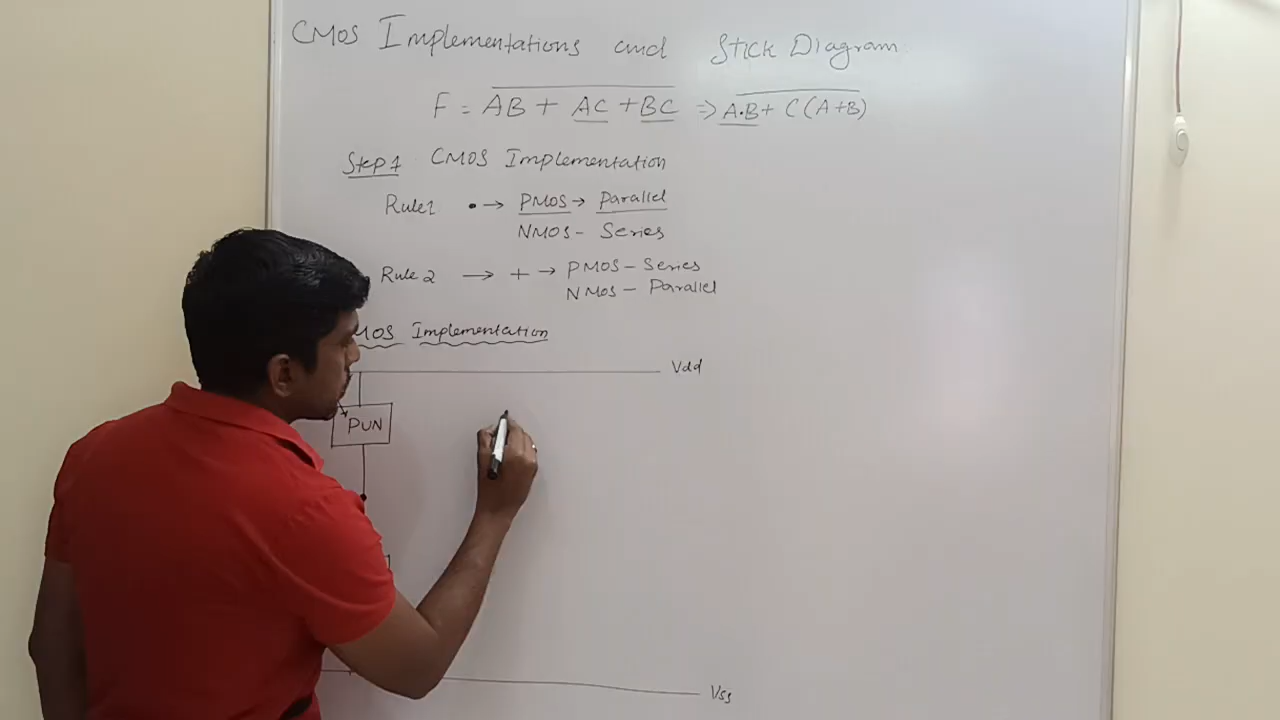 CMOS Implementations and Stick Diagram
F = AB + AC + BC ⇒ A·B + C(A+B)
Step1 CMOS Implementation
Rule1 • → PMOS → Parallel
NMOS - Series
Rule 2 → + → PMOS - Series
NMOS - Parallel
MOS Implementation
Vdd
PUN
Vss